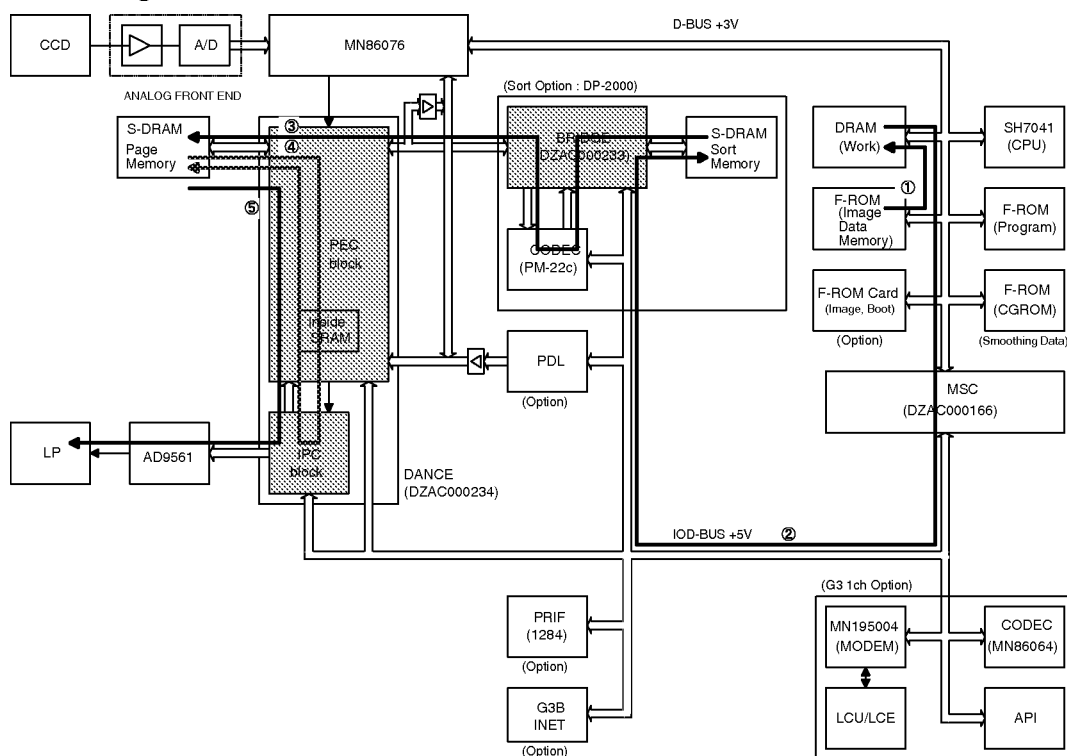 D-BUS +3V
CCD
A/D
MN86076
ANALOG FRONT END
(Sort Option : DP-2000)
S-DRAM
Page
Memory
③
④
⑤
BRIDGE
(DZAC000233)
S-DRAM
Sort
Memory
DRAM
(Work)
SH7041
(CPU)
①
F-ROM
(Image
Data
Memory)
F-ROM
(Program)
PEC
block
CODEC
(PM-22c)
F-ROM Card
(Image, Boot)
(Option)
F-ROM
(CGROM)
(Smoothing Data)
Inside
SRAM
PDL
(Option)
MSC
(DZAC000166)
LP
AD9561
IPC
block
DANCE
(DZAC000234)
IOD-BUS +5V
②
(G3 1ch Option)
PRIF
(1284)
(Option)
MN195004
(MODEM)
CODEC
(MN86064)
G3B
INET
(Option)
LCU/LCE
API